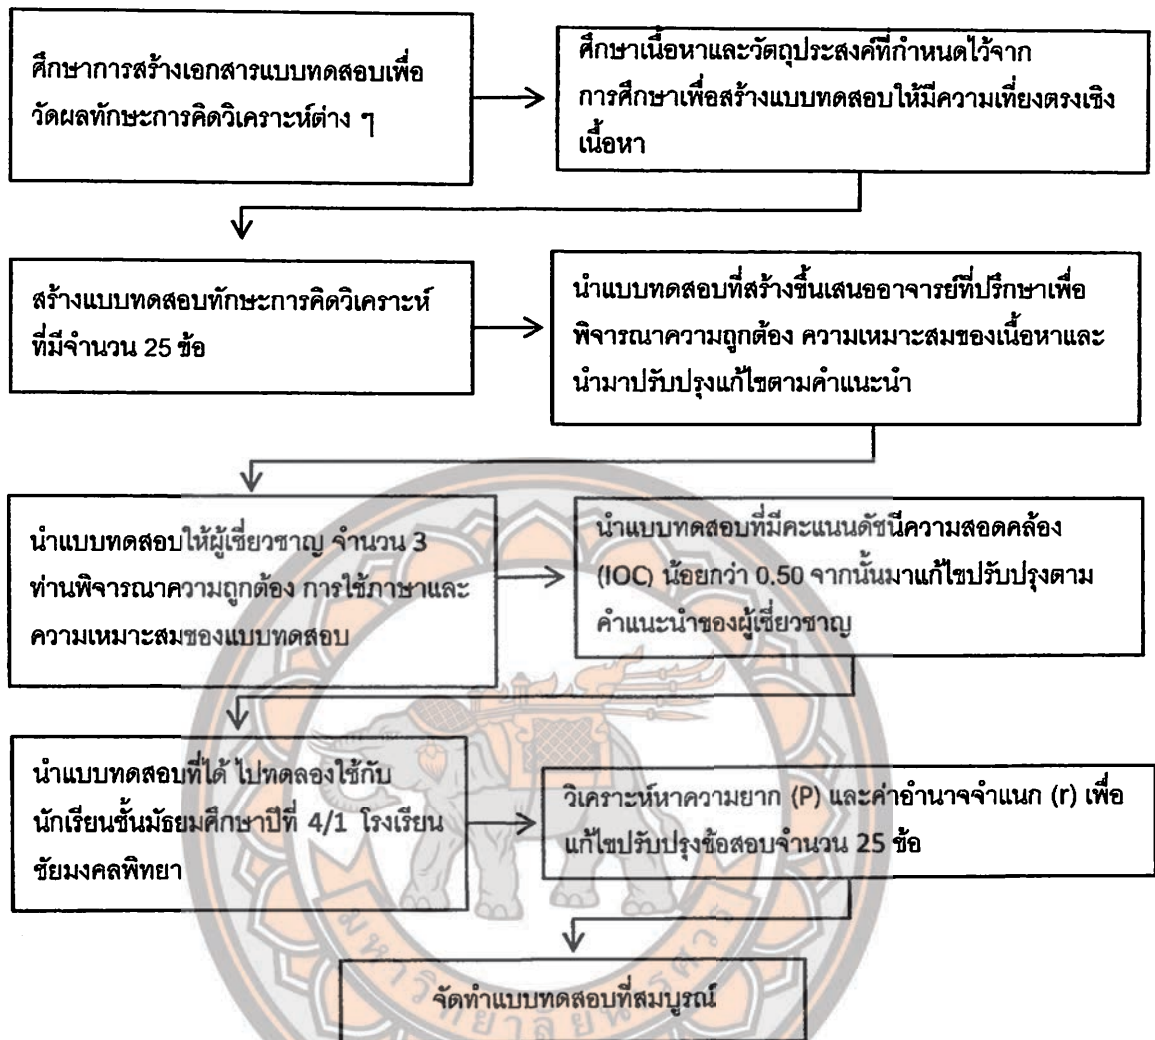 ศึกษาการสร้างเอกสารแบบทดสอบเพื่อ
วัดผลทักษะการคิดวิเคราะห์ต่าง ๆ
ศึกษาเนื้อหาและวัตถุประสงค์ที่กำหนดไว้จาก
การศึกษาเพื่อสร้างแบบทดสอบให้มีความเที่ยงตรงเชิง
เนื้อหา
สร้างแบบทดสอบทักษะการคิดวิเคราะห์
ที่มีจำนวน 25 ข้อ
นำแบบทดสอบที่สร้างขึ้นเสนออาจารย์ที่ปรึกษาเพื่อ
พิจารณาความถูกต้อง ความเหมาะสมของเนื้อหาและ
นำมาปรับปรุงแก้ไขตามคำแนะนำ
นำแบบทดสอบให้ผู้เชี่ยวชาญ จำนวน 3
ท่านพิจารณาความถูกต้อง การใช้ภาษาและ
ความเหมาะสมของแบบทดสอบ
นำแบบทดสอบที่มีคะแนนดัชนีความสอดคล้อง
(IOC) น้อยกว่า 0.50 จากนั้นมาแก้ไขปรับปรุงตาม
คำแนะนำของผู้เชี่ยวชาญ
นำแบบทดสอบที่ได้ ไปทดลองใช้กับ
นักเรียนชั้นมัธยมศึกษาปีที่ 4/1 โรงเรียน
ชัยมงคลพิทยา
วิเคราะห์หาความยาก (P) และค่าอำนาจจำแนก (r) เพื่อ
แก้ไขปรับปรุงข้อสอบจำนวน 25 ข้อ
จัดทำแบบทดสอบที่สมบูรณ์
มหาวิทยาลัยนเรศวร